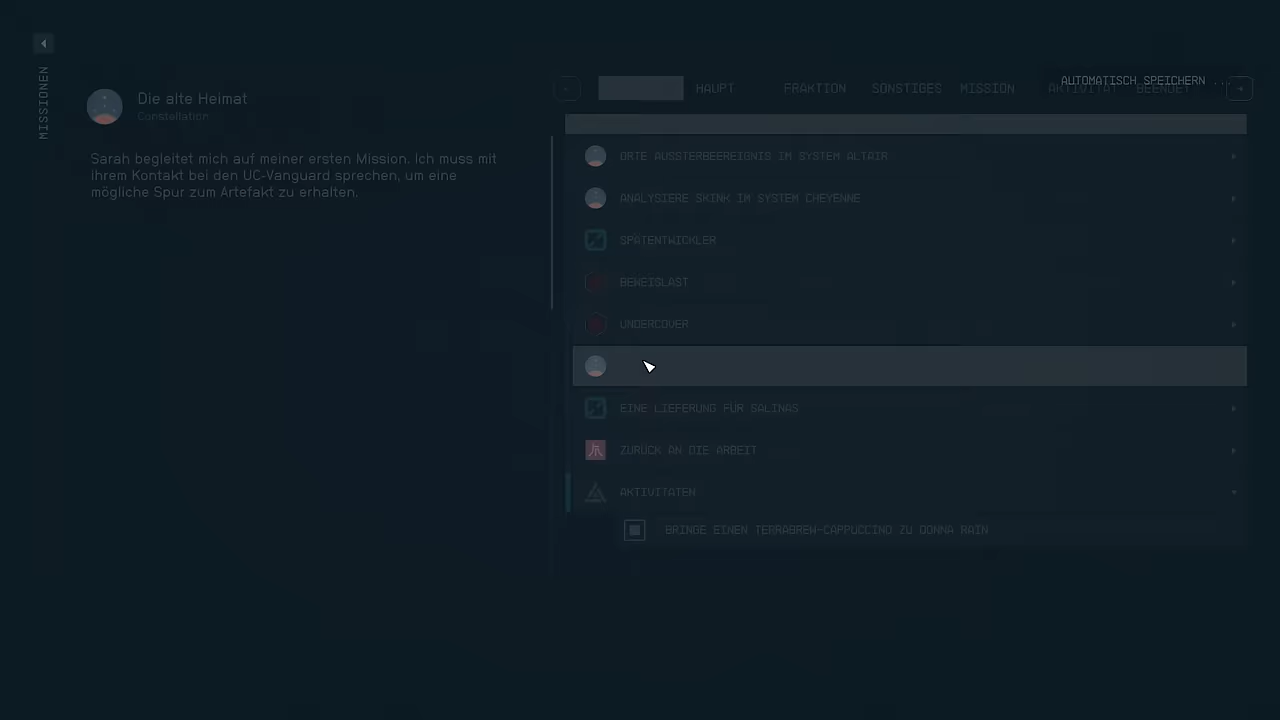 MISSIONEN
Die alte Heimat
Constellation
Sarah begleitet mich auf meiner ersten Mission. Ich muss mit
ihrem Kontakt bei den UC-Vanguard sprechen, um eine
mögliche Spur zum Artefakt zu erhalten.
AUTOMATISCH SPEICHERN ...
HAUPT FRAKTION SONSTIGES MISSION AKTIVITÄT BEENDET
ORTE AUSSTERBEEREIGNIS IM SYSTEM ALTAIR
ANALYSIERE SKINK IM SYSTEM CHEYENNE
SPÄTENTWICKLER
BEWEISLAST
UNDERCOVER
EINE LIEFERUNG FÜR SALINAS
ZURÜCK AN DIE ARBEIT
AKTIVITÄTEN
BRINGE EINEN TERRABREW-CAPPUCCINO ZU DONNA RAIN